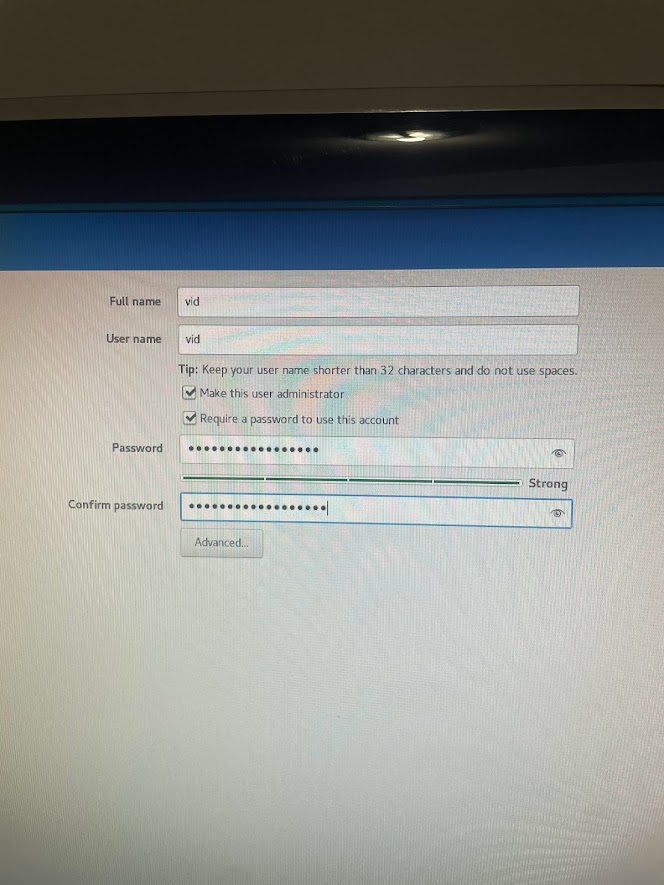 Full name vid
User name vid
Tip: Keep your user name shorter than 32 characters and do not use spaces.
Make this user administrator
Require a password to use this account
Password •••••••••••••••••
Strong
Confirm password ••••••••••••••••••
Advanced...